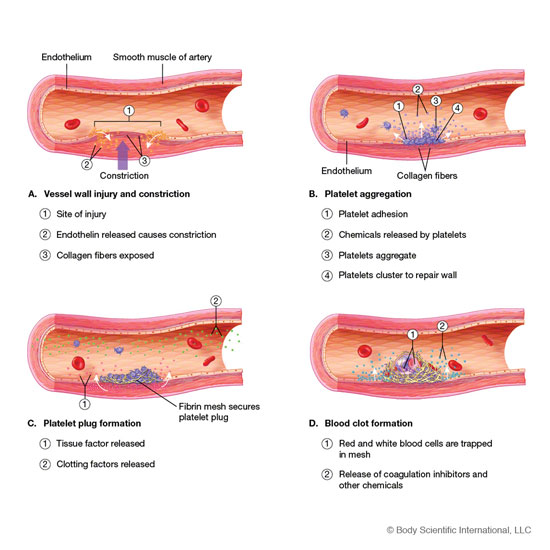 Endothelium
Smooth muscle of artery
1
2
3
Constriction
A. Vessel wall injury and constriction
1 Site of injury
2 Endothelin released causes constriction
3 Collagen fibers exposed
2
1
3
4
Endothelium
Collagen fibers
B. Platelet aggregation
1 Platelet adhesion
2 Chemicals released by platelets
3 Platelets aggregate
4 Platelets cluster to repair wall
2
1
Fibrin mesh secures
platelet plug
C. Platelet plug formation
1 Tissue factor released
2 Clotting factors released
1
2
D. Blood clot formation
1 Red and white blood cells are trapped
in mesh
2 Release of coagulation inhibitors and
other chemicals
© Body Scientific International, LLC